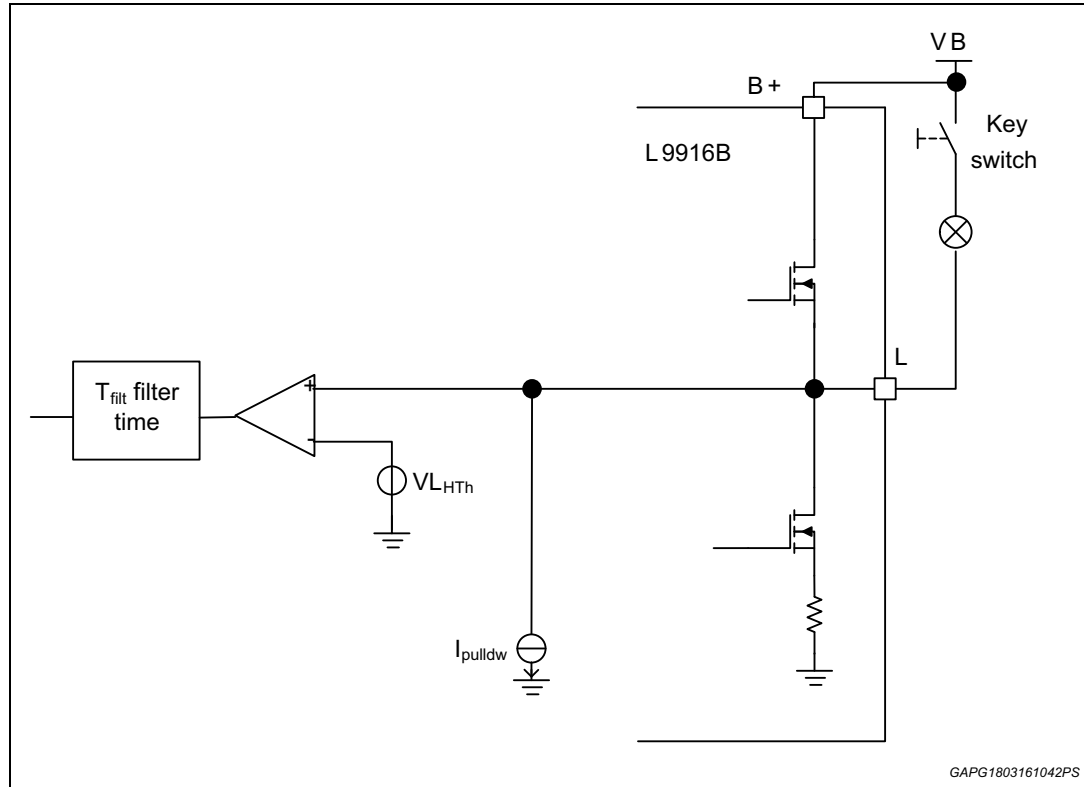 VB
B+
L9916B
Key
switch
L
T_filt filter
time
+
-
VL_HTh
I_pulldw
GAPG1803161042PS